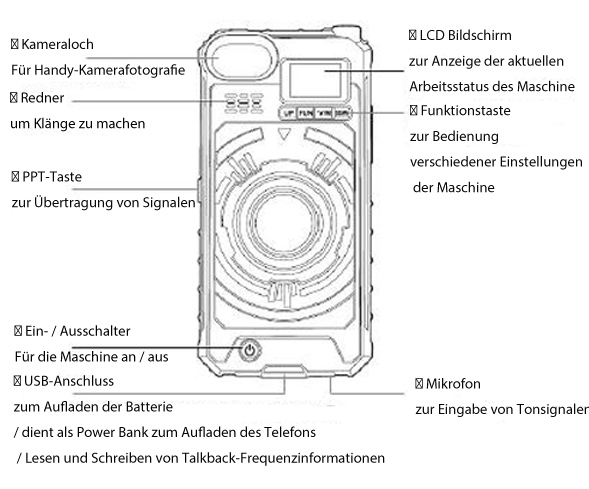 Kameraloch
Für Handy-Kamerafotografie
Redner
um Klänge zu machen
PPT-Taste
zur Übertragung von Signalen
Ein- / Ausschalter
Für die Maschine an / aus
USB-Anschluss
zum Aufladen der Batterie
/ dient als Power Bank zum Aufladen des Telefons
/ Lesen und Schreiben von Talkback-Frequenzinformationen
LCD Bildschirm
zur Anzeige der aktuellen
Arbeitsstatus des Maschine
Funktionstaste
zur Bedienung
verschiedener Einstellungen
der Maschine
Mikrofon
zur Eingabe von Tonsignalen
UP